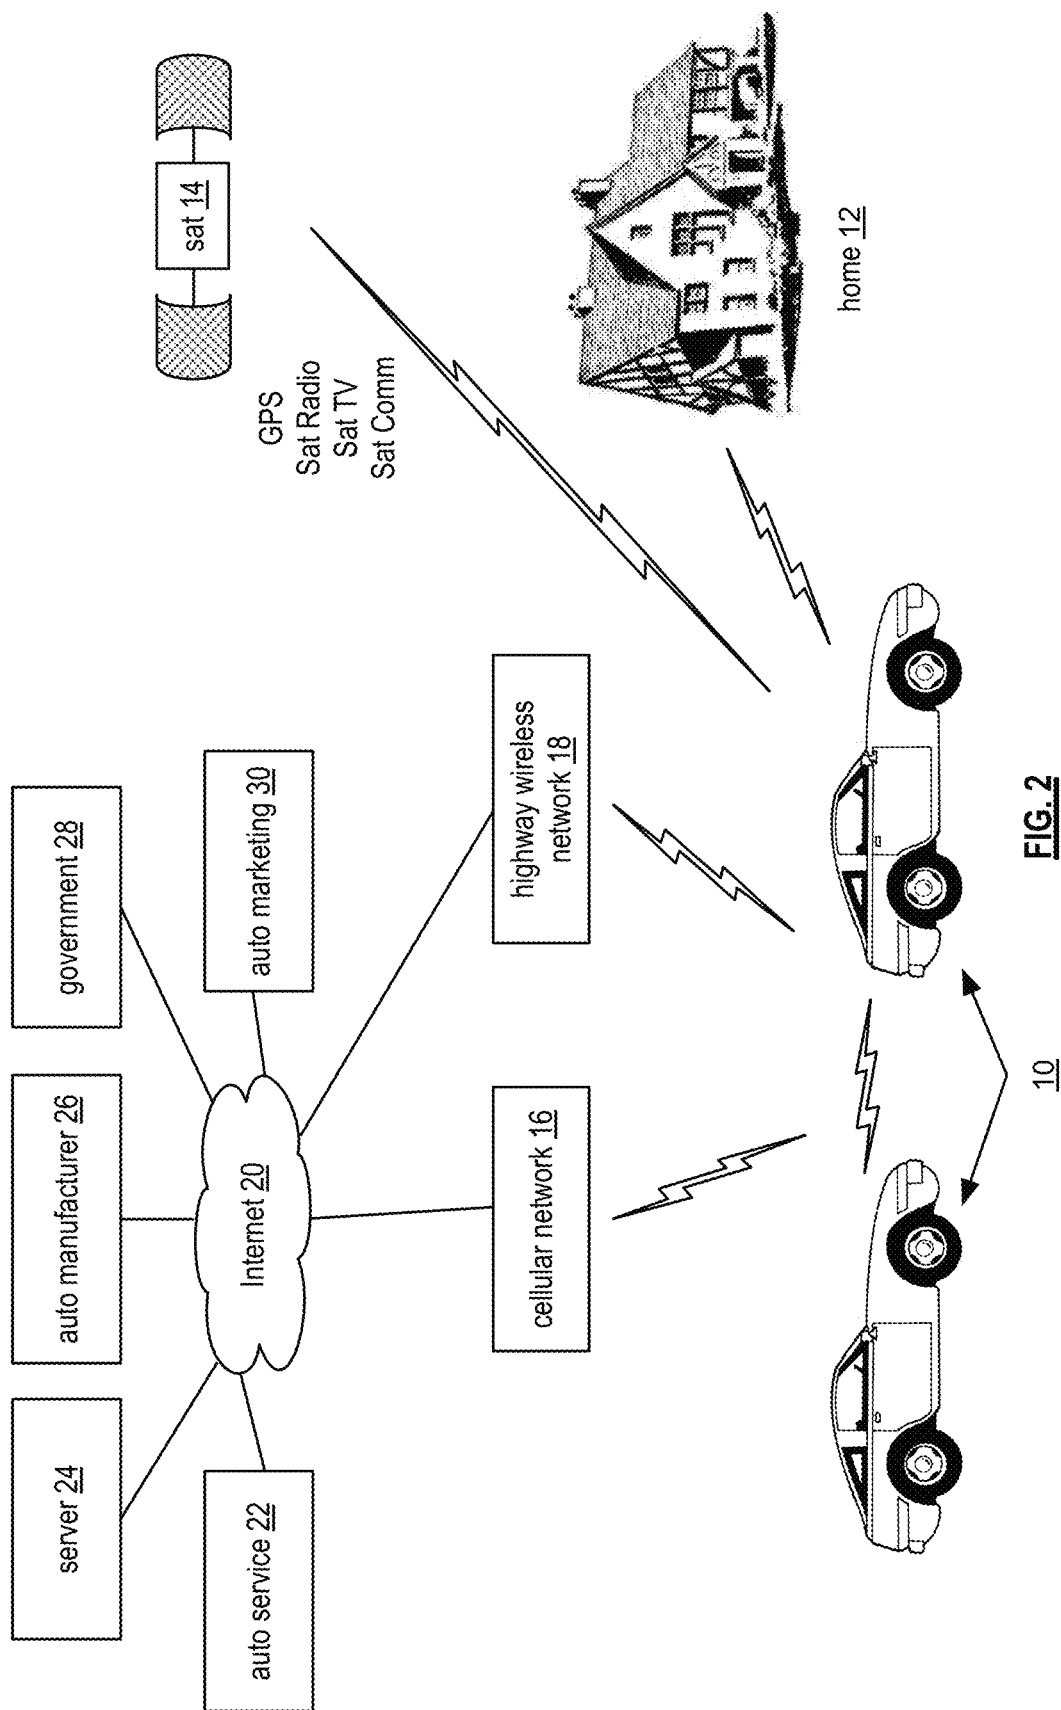 server 24
auto manufacturer 26
government 28
auto service 22
Internet 20
auto marketing 30
sat 14
GPS
Sat Radio
Sat TV
Sat Comm
cellular network 16
highway wireless
network 18
home 12
10
FIG. 2